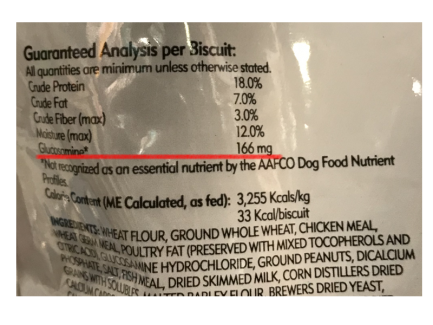 Guaranteed Analysis per Biscuit:
All quantities are minimum unless otherwise stated.
Crude Protein 18.0%
Crude Fat 7.0%
Crude Fiber (max) 3.0%
Moisture (max) 12.0%
Glucosamine* 166 mg
*Not recognized as an essential nutrient by the AAFCO Dog Food Nutrient
Profiles.
Calorie Content (ME Calculated, as fed): 3,255 Kcals/kg
33 Kcal/biscuit
INGREDIENTS: WHEAT FLOUR, GROUND WHOLE WHEAT, CHICKEN MEAL,
WHEAT GERM MEAL, POULTRY FAT (PRESERVED WITH MIXED TOCOPHEROLS AND
CITRIC ACID), GLUCOSAMINE HYDROCHLORIDE, GROUND PEANUTS, DICALCIUM
PHOSPHATE, SALT, FISH MEAL, DRIED SKIMMED MILK, CORN DISTILLERS DRIED
GRAINS WITH SOLUBLES, MALTED BARLEY FLOUR, BREWERS DRIED YEAST,
CALCIUM